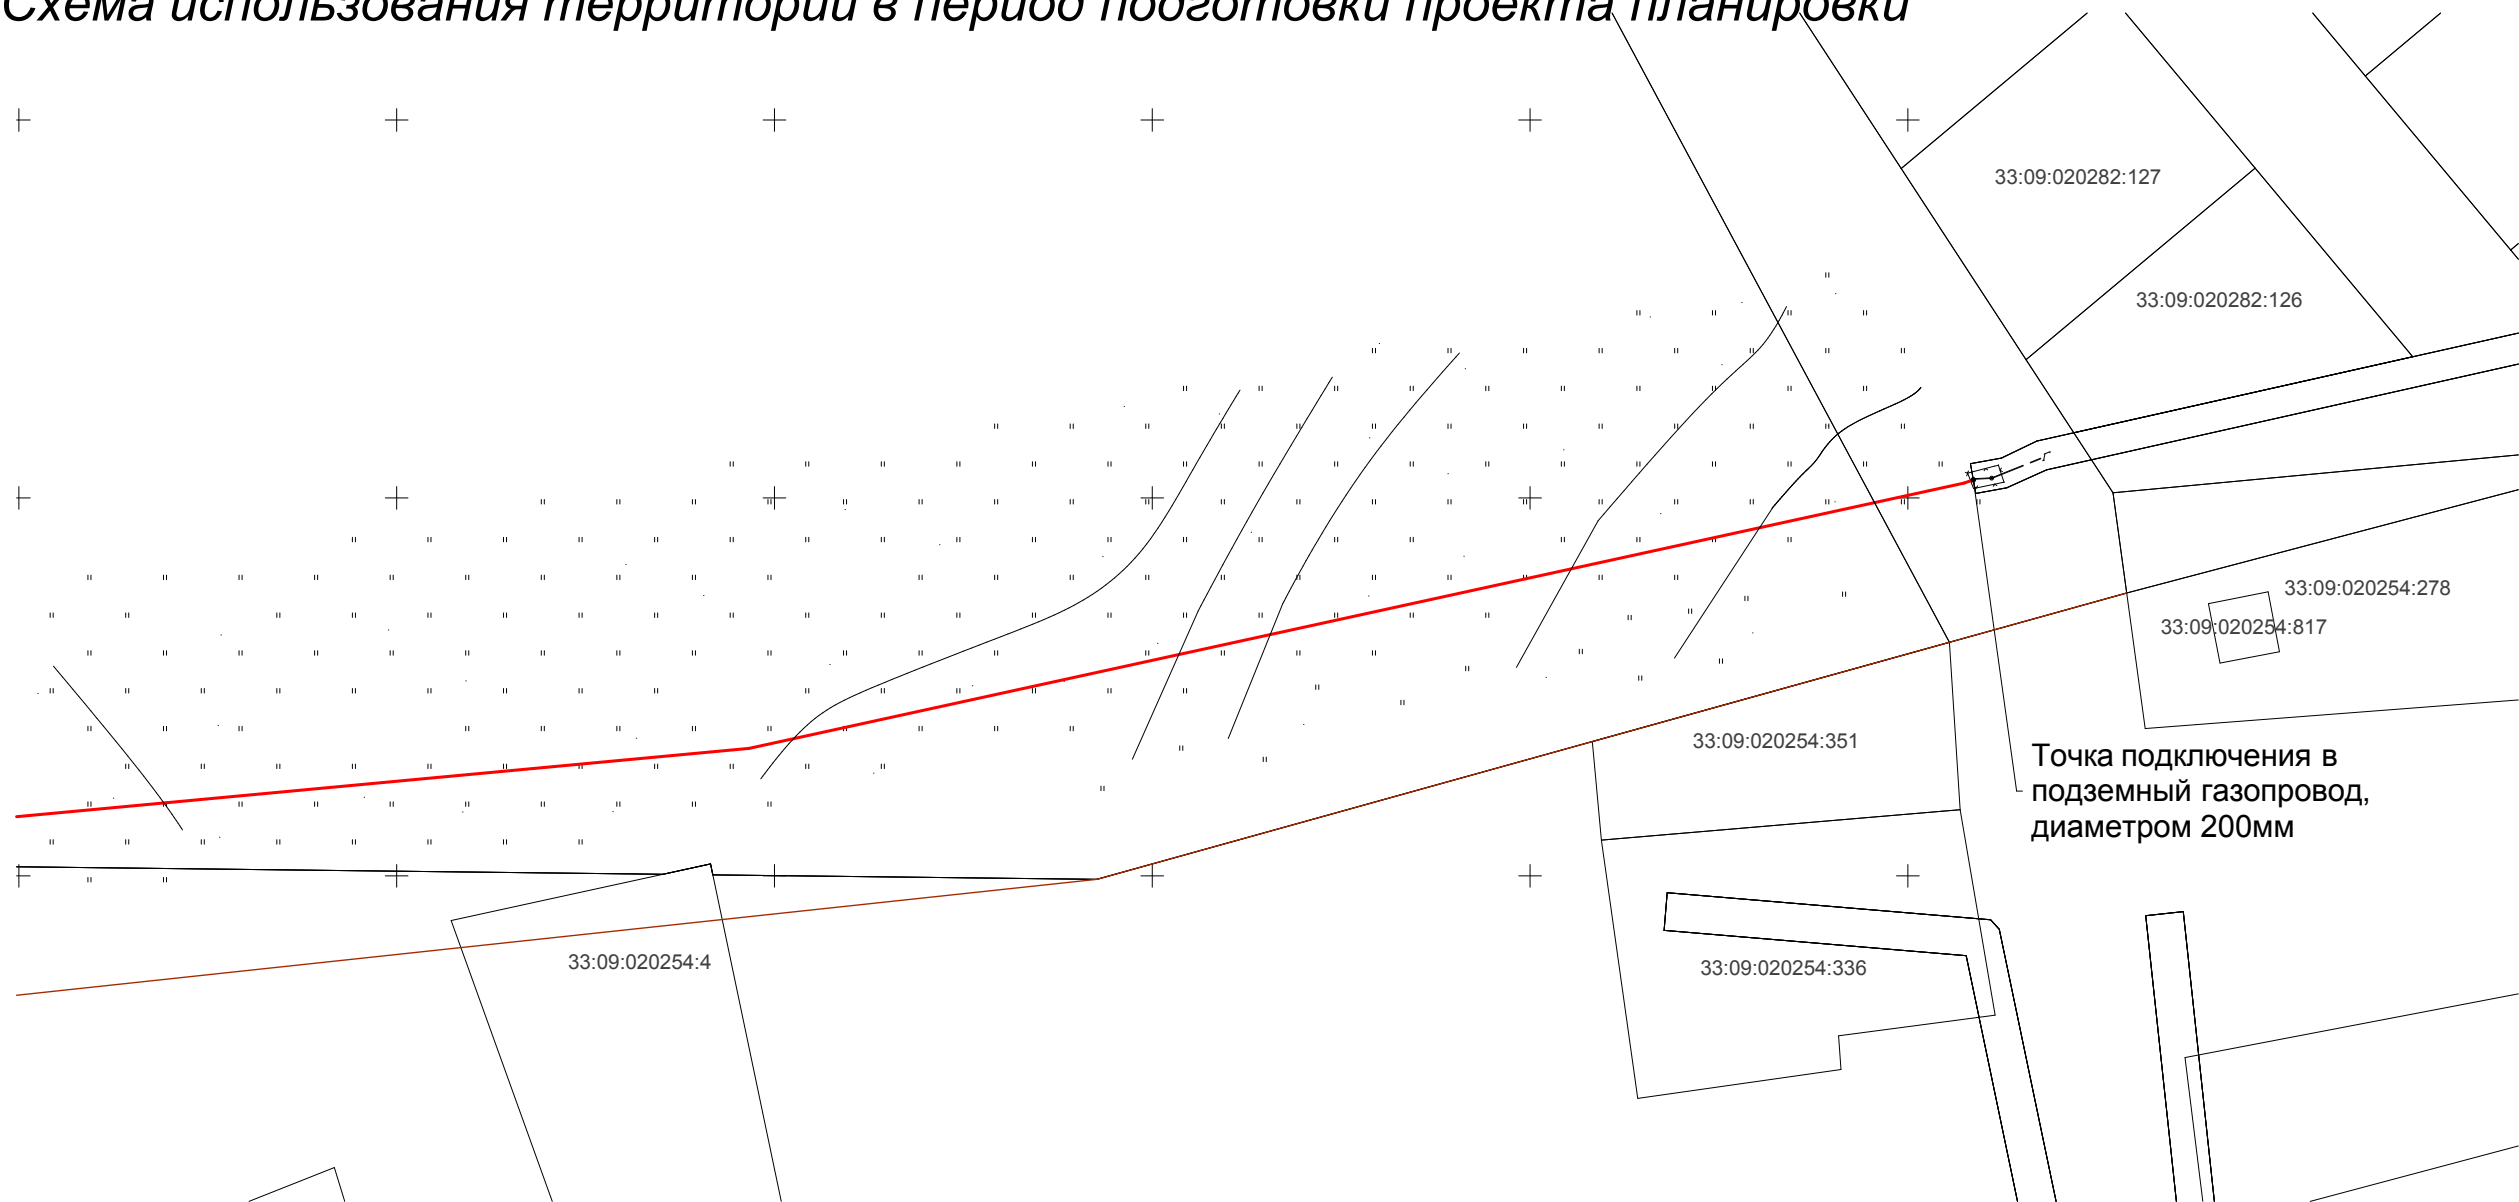 Схема использования территории в период подготовки проекта планировки
33:09:020282:127
33:09:020282:126
33:09:020254:278
33:09:020254:817
33:09:020254:351
Точка подключения в
подземный газопровод,
диаметром 200мм
33:09:020254:4
33:09:020254:336